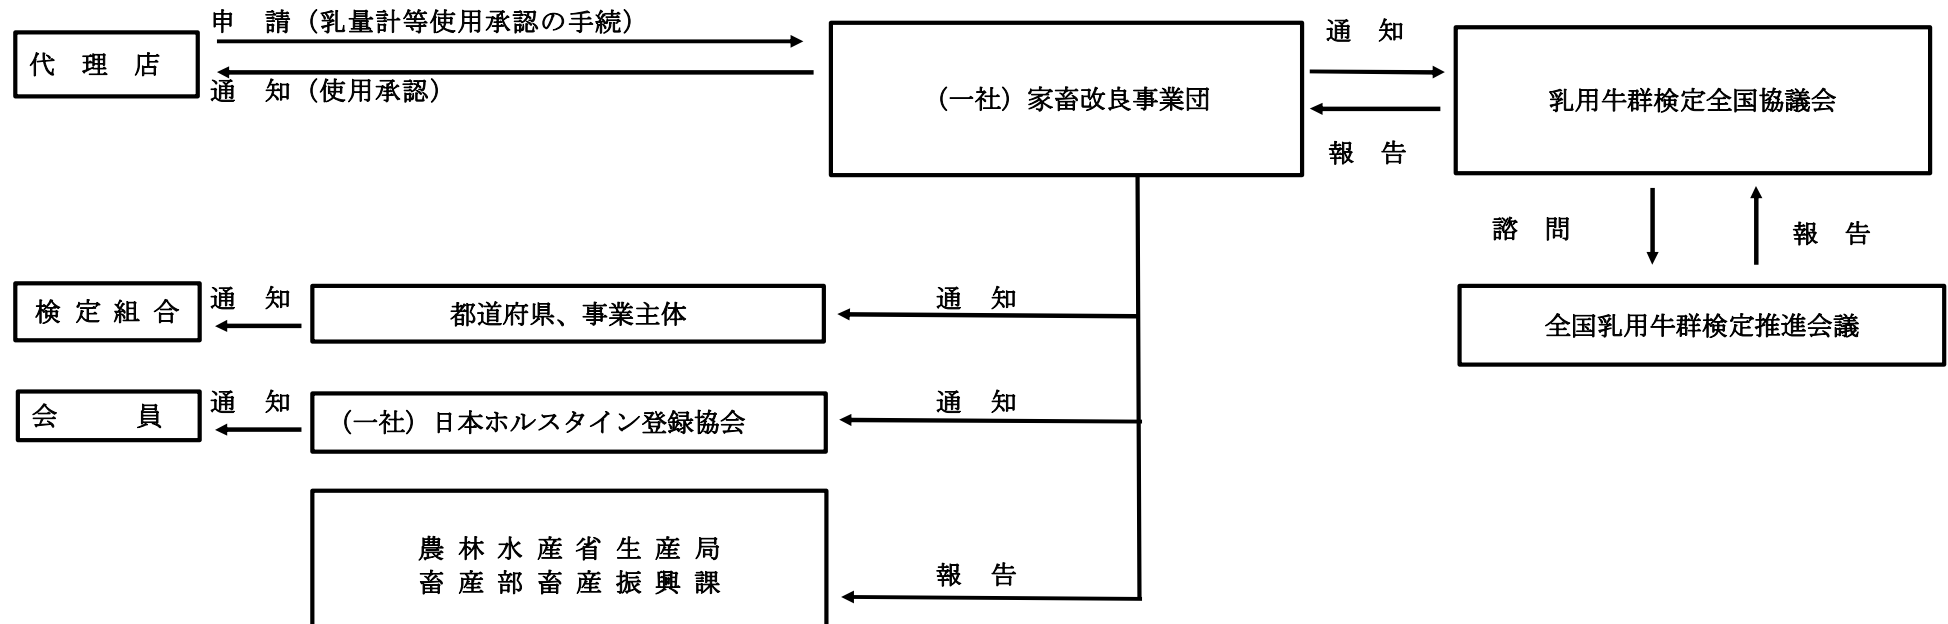 申　請（乳量計等使用承認の手続）
代　理　店
通　知（使用承認）
（一社）家畜改良事業団
通　知
報　告
乳用牛群検定全国協議会
諮　問
報　告
全国乳用牛群検定推進会議
検 定 組 合
通　知
都道府県、事業主体
通　知
会　　　員
通　知
（一社）日本ホルスタイン登録協会
通　知
農 林 水 産 省 生 産 局
畜 産 部 畜 産 振 興 課
報　告